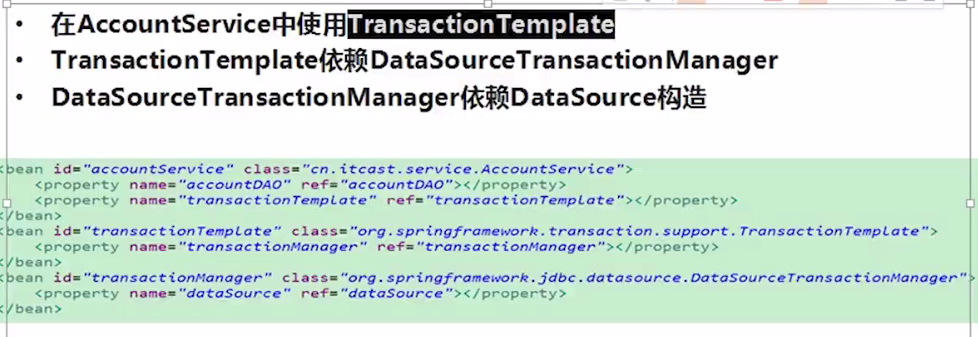 • 在AccountService中使用TransactionTemplate
• TransactionTemplate依赖DataSourceTransactionManager
• DataSourceTransactionManager依赖DataSource构造
<bean id="accountService" class="cn.itcast.service.AccountService">
<property name="accountDAO" ref="accountDAO"></property>
<property name="transactionTemplate" ref="transactionTemplate"></property>
</bean>
<bean id="transactionTemplate" class="org.springframework.transaction.support.TransactionTemplate">
<property name="transactionManager" ref="transactionManager"></property>
</bean>
<bean id="transactionManager" class="org.springframework.jdbc.datasource.DataSourceTransactionManager">
<property name="dataSource" ref="dataSource"></property>
</bean>